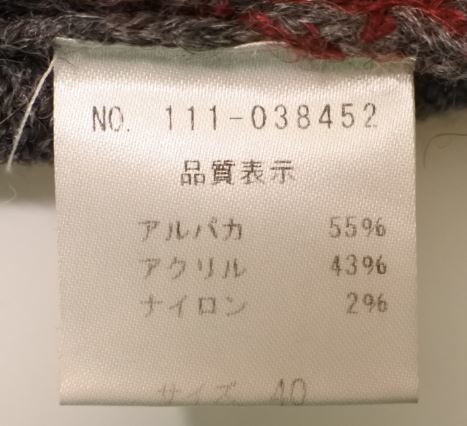 NO. 111-038452
品質表示
アルパカ 55%
アクリル 43%
ナイロン 2%
サイズ 40